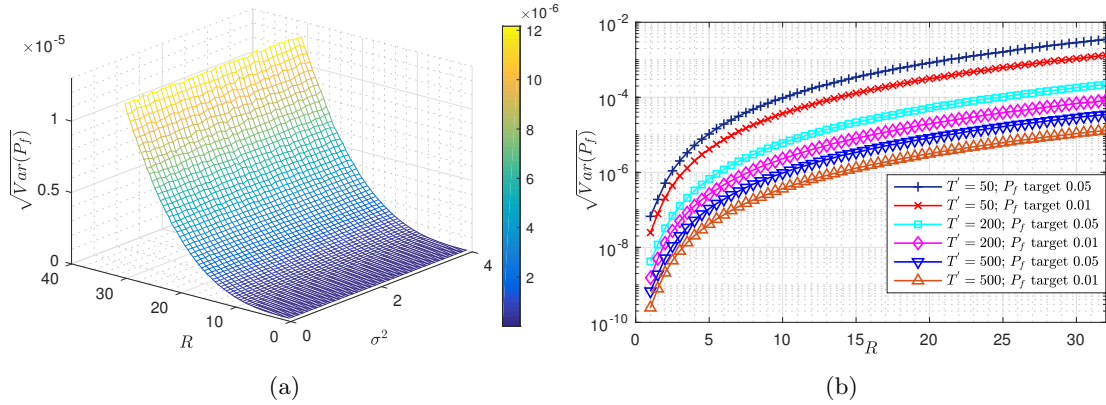 ×10^-5
1
0.5
0
√Var(P_f)
40
30
20
10
0
R
0
2
4
σ^2
×10^-6
12
10
8
6
4
2
(a)
10^-2
10^-4
10^-6
10^-8
10^-10
√Var(P_f)
0 5 10 15 20 25 30
R
T' = 50; P_f target 0.05
T' = 50; P_f target 0.01
T' = 200; P_f target 0.05
T' = 200; P_f target 0.01
T' = 500; P_f target 0.05
T' = 500; P_f target 0.01
(b)